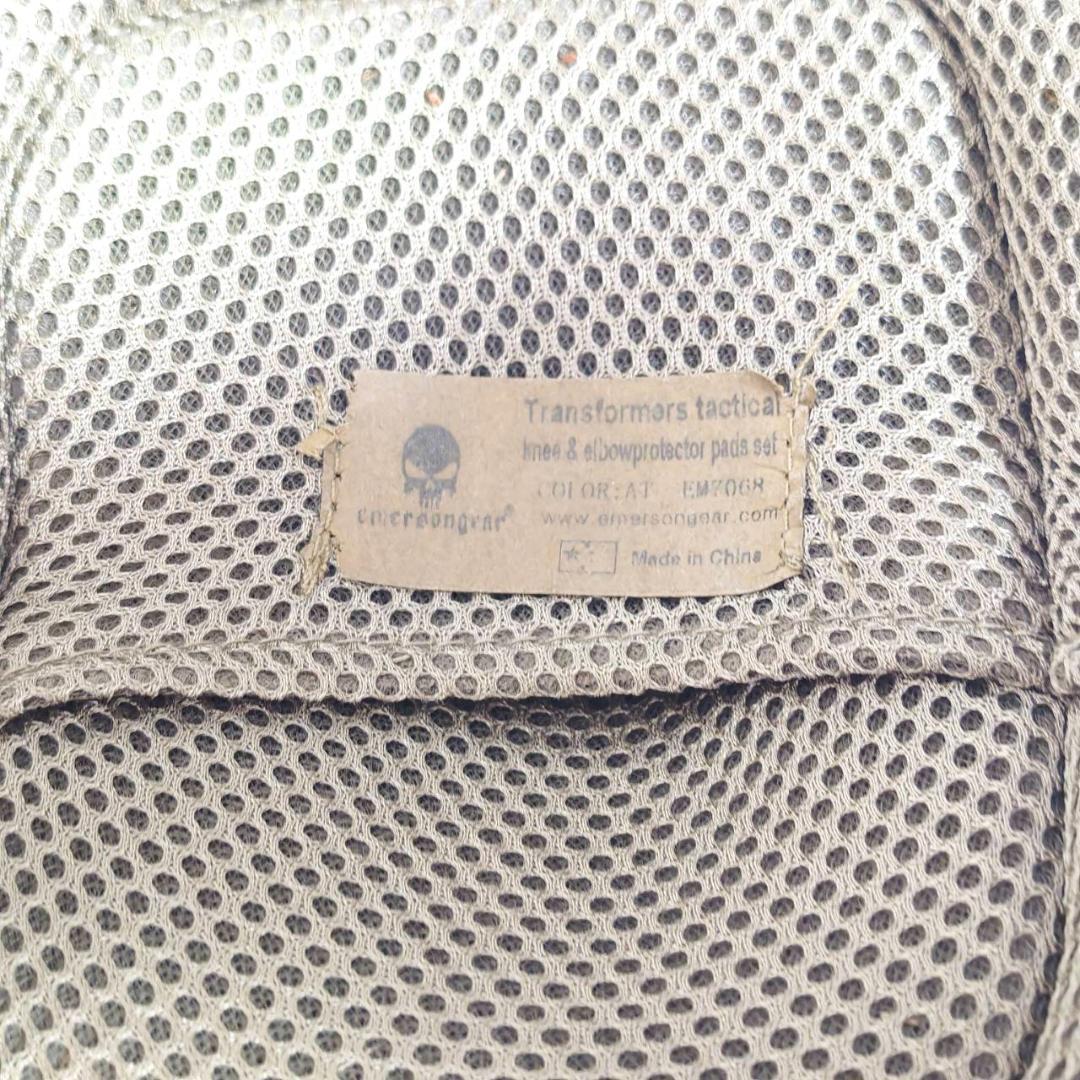 emersongear®
Transformers tactical
knee & elbowprotector pads set
COLOR:AT EM7068
www.emersongear.com
Made in China